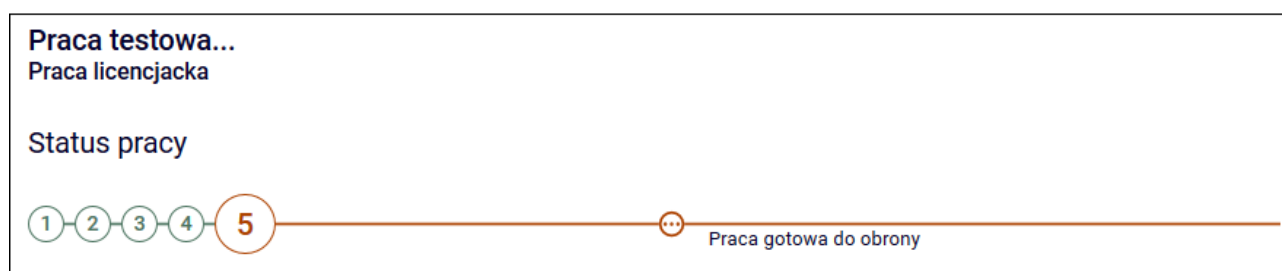 Praca testowa...
Praca licencjacka
Status pracy
1 2 3 4 5
Praca gotowa do obrony